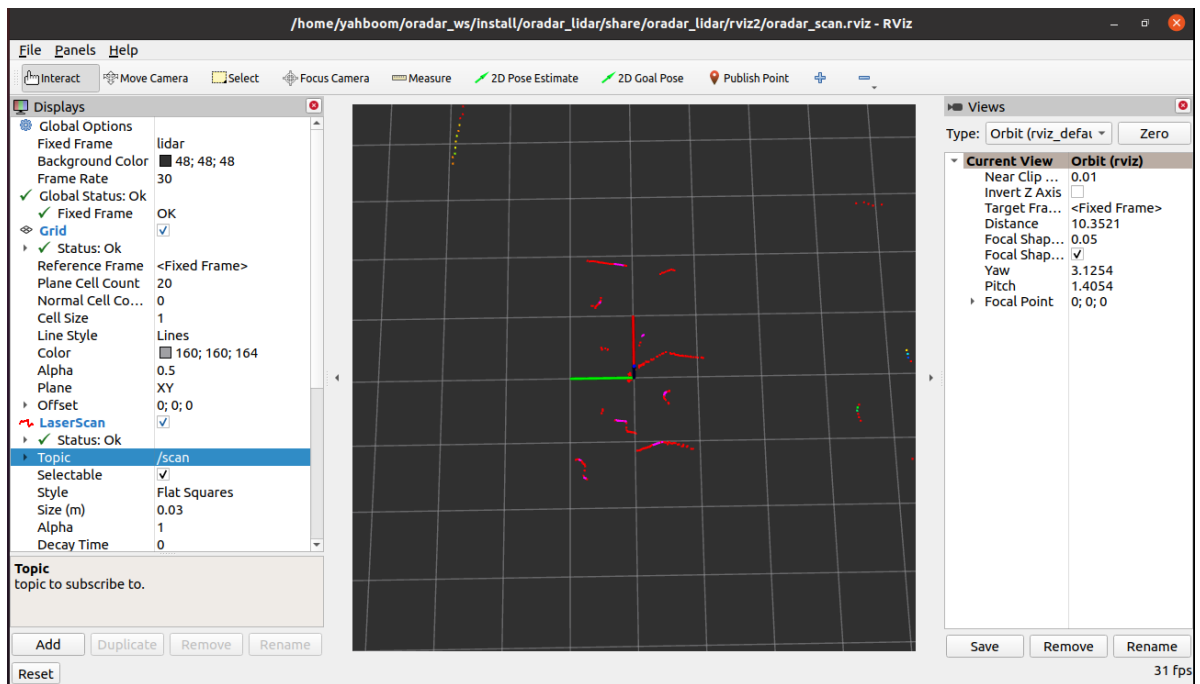 /home/yahboom/oradar_ws/install/oradar_lidar/share/oradar_lidar/rviz2/oradar_scan.rviz - RViz
File Panels Help
Interact Move Camera Select Focus Camera Measure 2D Pose Estimate 2D Goal Pose Publish Point
Displays
Global Options
Fixed Frame lidar
Background Color 48; 48; 48
Frame Rate 30
Global Status: Ok
Fixed Frame OK
Grid
Status: Ok
Reference Frame <Fixed Frame>
Plane Cell Count 20
Normal Cell Co... 0
Cell Size 1
Line Style Lines
Color 160; 160; 164
Alpha 0.5
Plane XY
Offset 0; 0; 0
LaserScan
Status: Ok
Topic /scan
Selectable
Style Flat Squares
Size (m) 0.03
Alpha 1
Decay Time 0
Topic
topic to subscribe to.
Add Duplicate Remove Rename
Reset
Views
Type: Orbit (rviz_defau Zero
Current View Orbit (rviz)
Near Clip ... 0.01
Invert Z Axis
Target Fra... <Fixed Frame>
Distance 10.3521
Focal Shap... 0.05
Focal Shap...
Yaw 3.1254
Pitch 1.4054
Focal Point 0; 0; 0
Save Remove Rename
31 fps